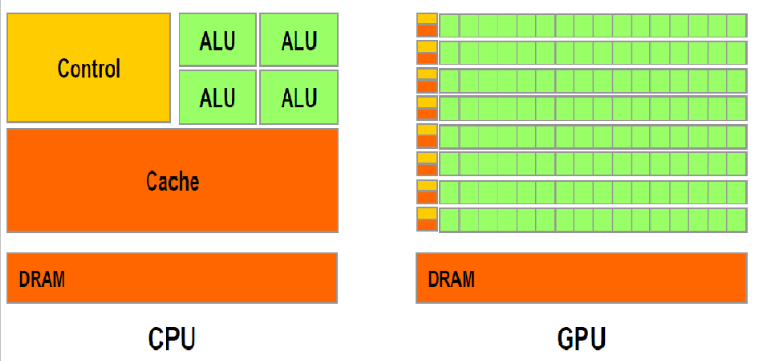 Control
ALU ALU
ALU ALU
Cache
DRAM
CPU
DRAM
GPU